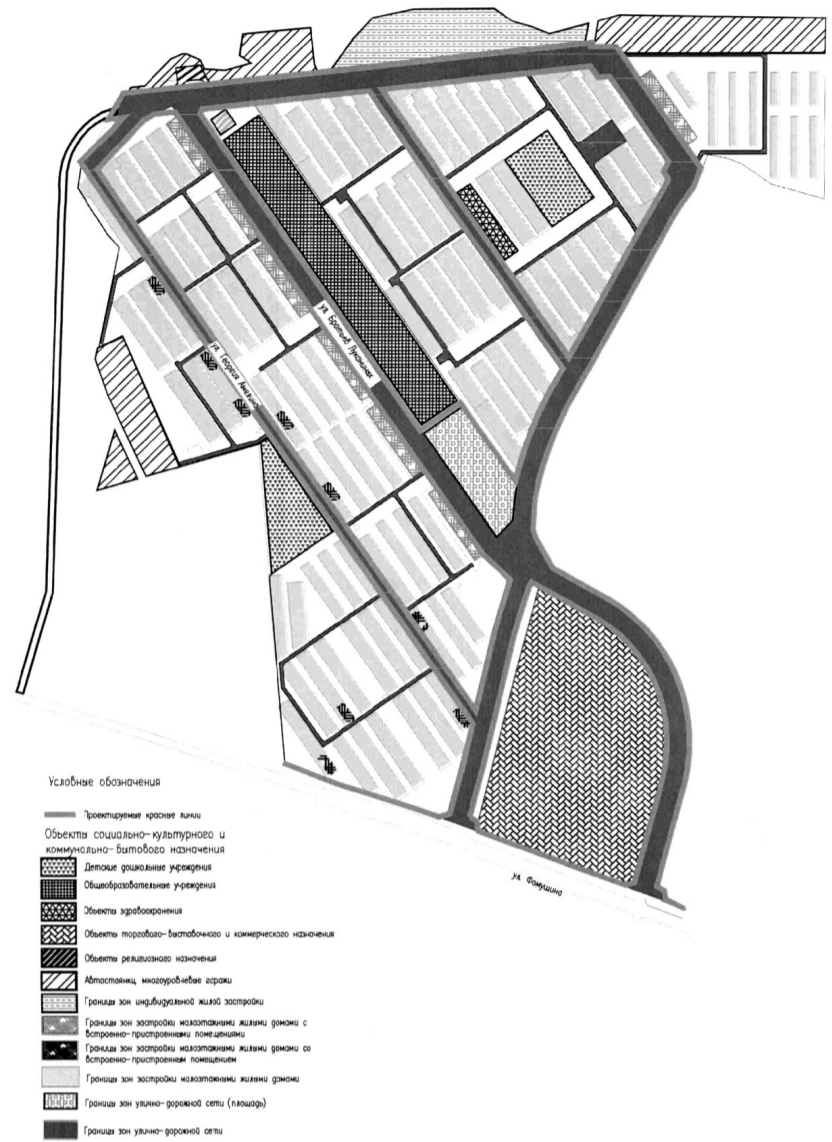 ул. Братьев Луканиных
ул. Георгия Амелина
ул. Фомушина
Условные обозначения
Проектируемые красные линии
Объекты социально-культурного и
коммунально-бытового назначения
Детские дошкольные учреждения
Общеобразовательные учреждения
Объекты здравоохранения
Объекты торгового-выставочного и коммерческого назначения
Объекты религиозного назначения
Автостоянки, многоуровневые гаражи
Границы зон индивидуальной жилой застройки
Границы зон застройки малоэтажными жилыми домами с
встроенно-пристроенными помещениями
Границы зон застройки малоэтажными жилыми домами со
встроенно-пристроенным помещением
Границы зон застройки малоэтажными жилыми домами
Границы зон улично-дорожной сети (площадь)
Границы зон улично-дорожной сети